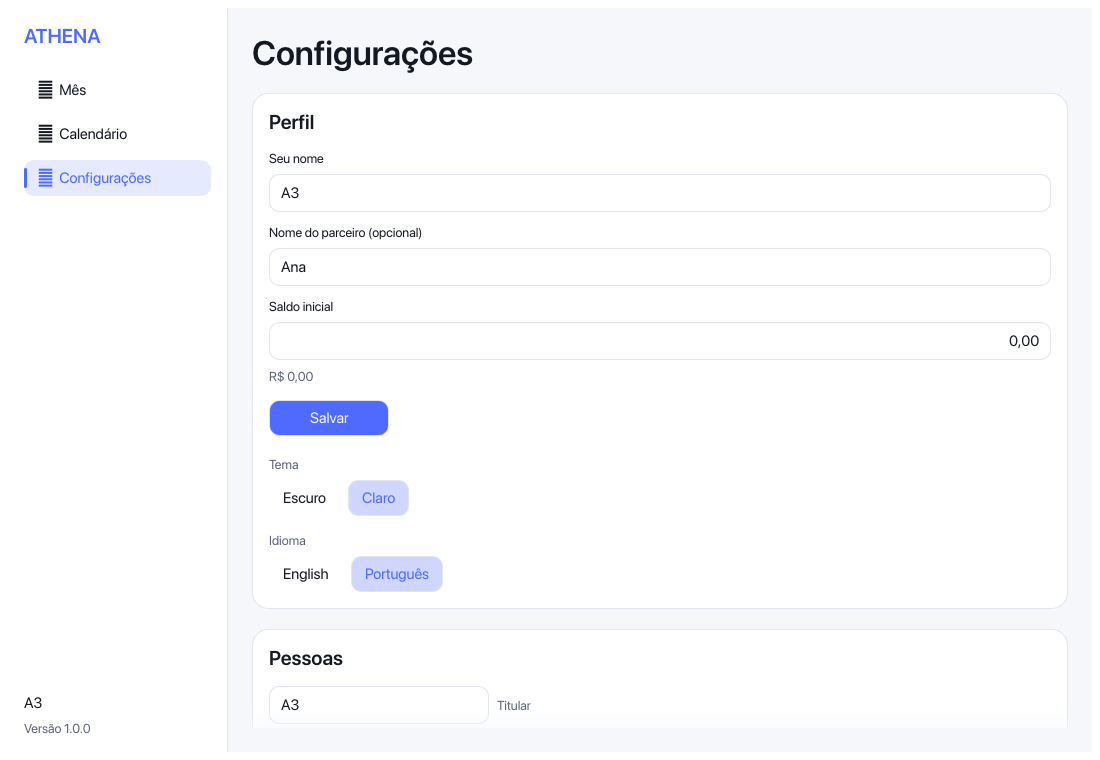 ATHENA
Mês
Calendário
Configurações
A3
Versão 1.0.0
Configurações
Perfil
Seu nome
A3
Nome do parceiro (opcional)
Ana
Saldo inicial
0,00
R$ 0,00
Salvar
Tema
Escuro Claro
Idioma
English Português
Pessoas
A3 Titular